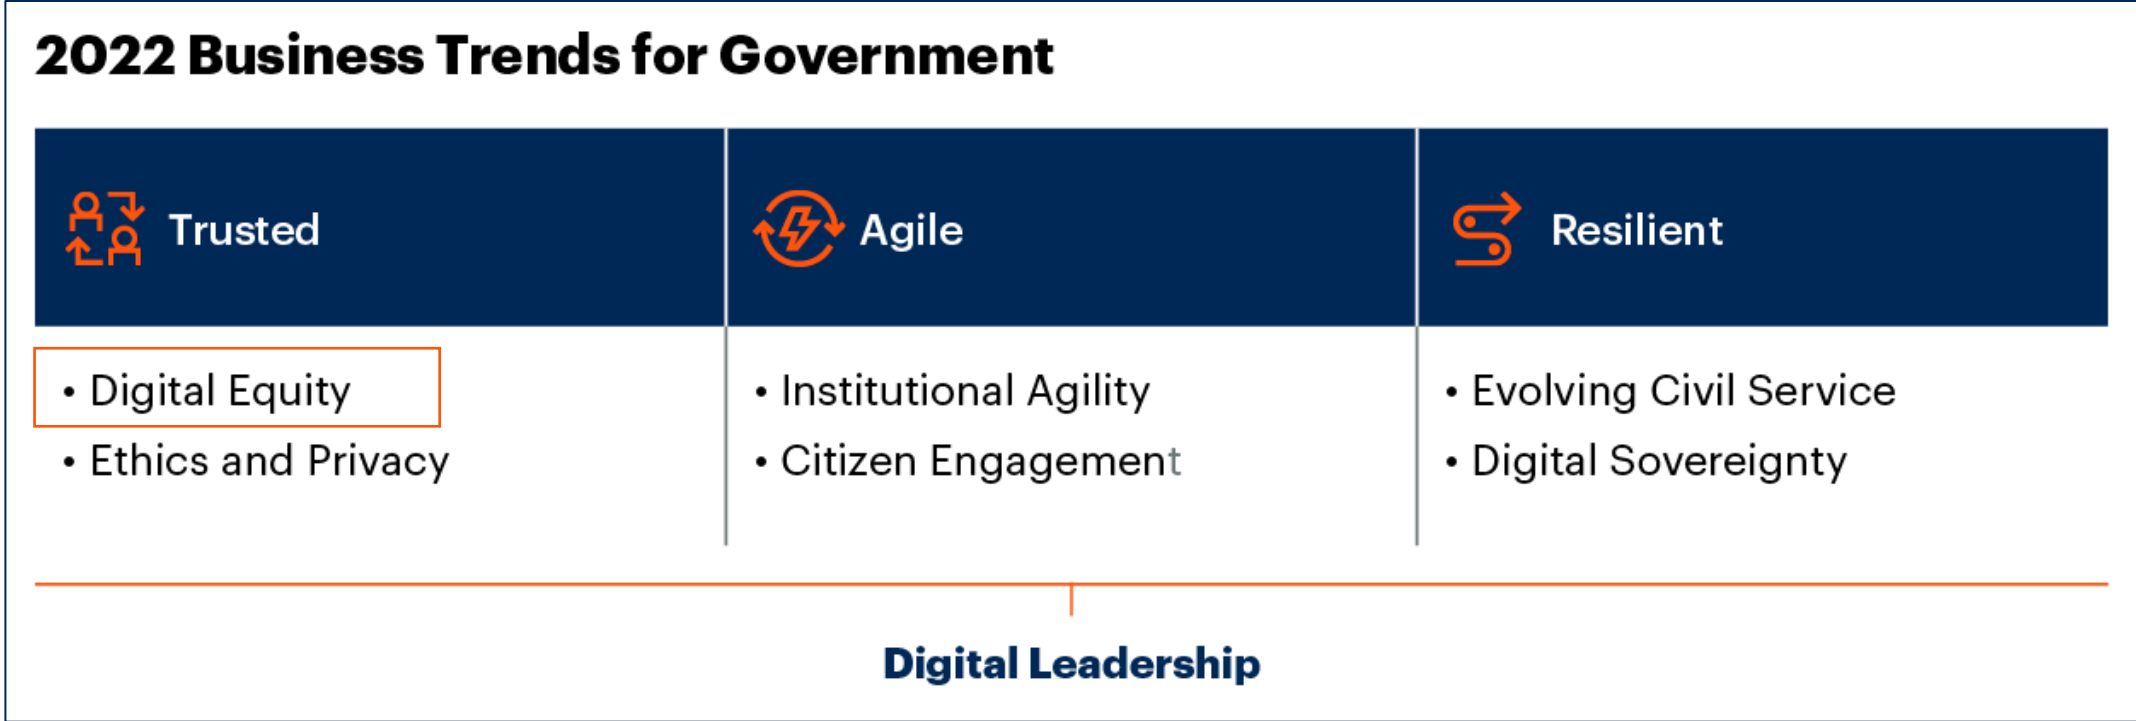 2022 Business Trends for Government
Trusted
Agile
Resilient
• Digital Equity
• Ethics and Privacy
• Institutional Agility
• Citizen Engagement
• Evolving Civil Service
• Digital Sovereignty
Digital Leadership